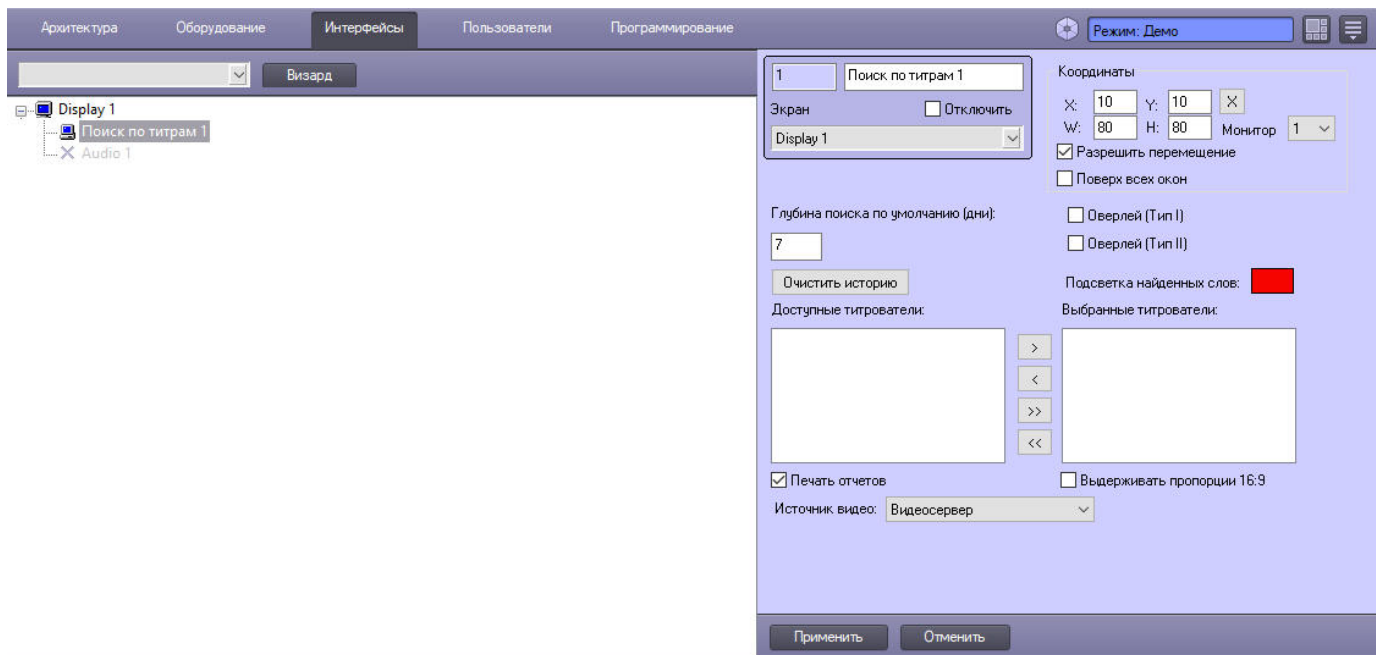 Архитектура Оборудование Интерфейсы Пользователи Программирование Режим: Демо
Визард
Display 1
Поиск по титрам 1
Audio 1
1 Поиск по титрам 1
Экран Отключить
Display 1
Координаты
X: 10 Y: 10 X
W: 80 H: 80 Монитор 1
Разрешить перемещение
Поверх всех окон
Глубина поиска по умолчанию (дни):
7
Оверлей (Тип I)
Оверлей (Тип II)
Очистить историю
Подсветка найденных слов:
Доступные титрователи:
Выбранные титрователи:
>
<
>>
<<
Печать отчетов
Выдерживать пропорции 16:9
Источник видео: Видеосервер
Применить Отменить